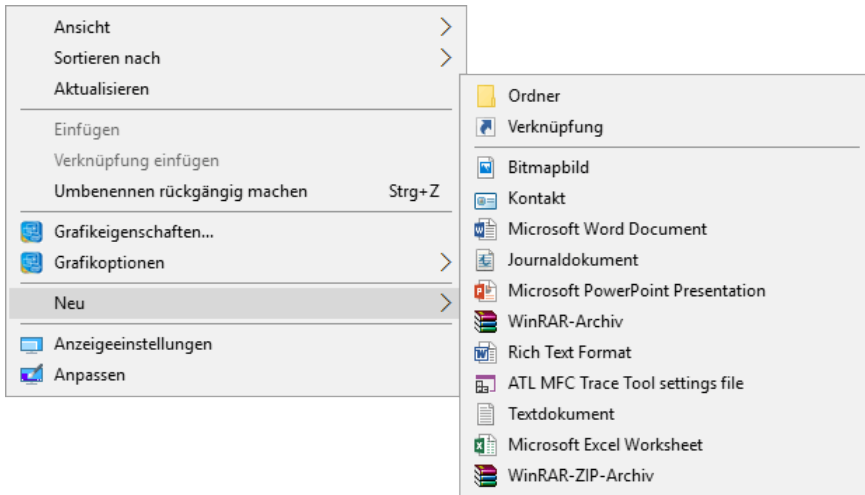 Ansicht
Sortieren nach
Aktualisieren
Einfügen
Verknüpfung einfügen
Umbenennen rückgängig machen Strg+Z
Grafikeigenschaften...
Grafikoptionen
Neu
Anzeigeeinstellungen
Anpassen
Ordner
Verknüpfung
Bitmapbild
Kontakt
Microsoft Word Document
Journaldokument
Microsoft PowerPoint Presentation
WinRAR-Archiv
Rich Text Format
ATL MFC Trace Tool settings file
Textdokument
Microsoft Excel Worksheet
WinRAR-ZIP-Archiv